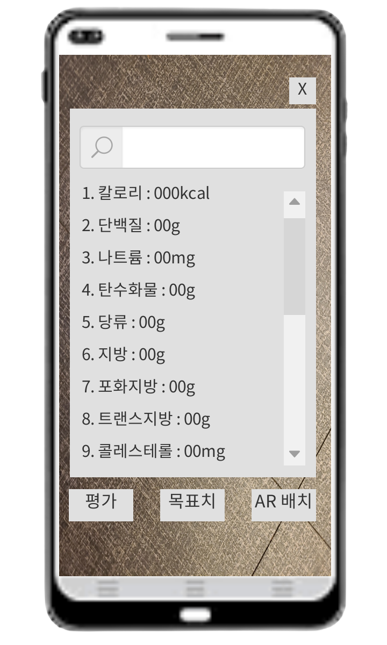 X
1. 칼로리 : 000kcal
2. 단백질 : 00g
3. 나트륨 : 00mg
4. 탄수화물 : 00g
5. 당류 : 00g
6. 지방 : 00g
7. 포화지방 : 00g
8. 트랜스지방 : 00g
9. 콜레스테롤 : 00mg
평가 목표치 AR 배치